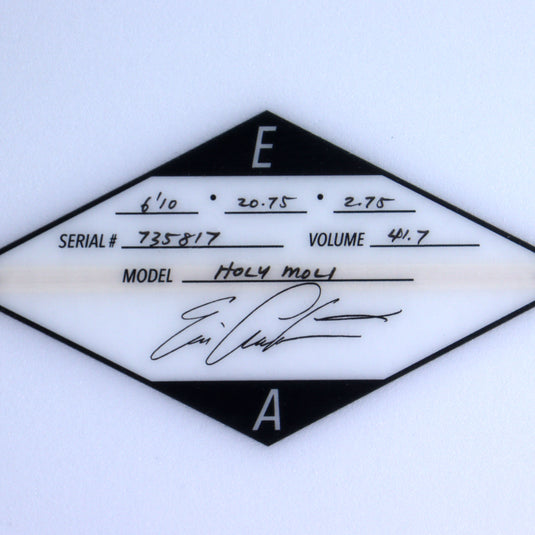 E
6'10 • 20.75 • 2.75
SERIAL # 735817 VOLUME 41.7
MODEL HOLY MOLI
A